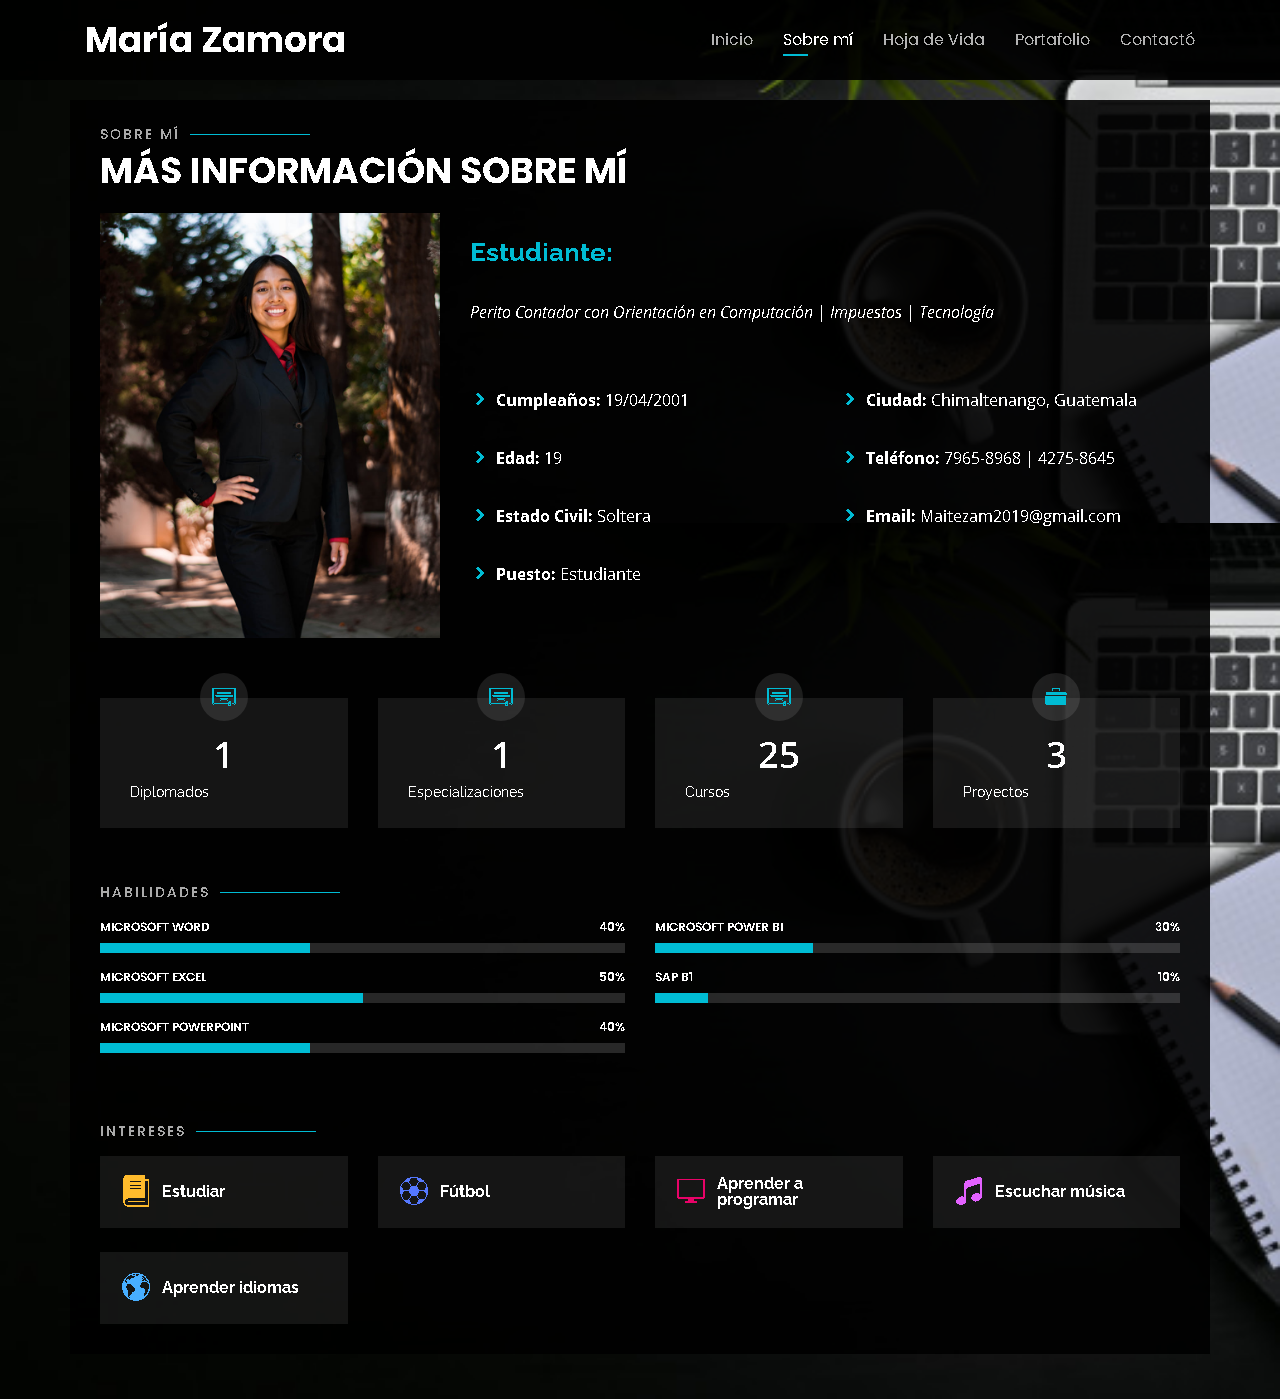 María Zamora
Inicio
Sobre mí
Hoja de Vida
Portafolio
Contactó
SOBRE MÍ
MÁS INFORMACIÓN SOBRE MÍ
Estudiante:
Perito Contador con Orientación en Computación | Impuestos | Tecnología
Cumpleaños: 19/04/2001
Edad: 19
Estado Civil: Soltera
Puesto: Estudiante
Ciudad: Chimaltenango, Guatemala
Teléfono: 7965-8968 | 4275-8645
Email: Maitezam2019@gmail.com
1
Diplomados
1
Especializaciones
25
Cursos
3
Proyectos
HABILIDADES
MICROSOFT WORD 40%
MICROSOFT EXCEL 50%
MICROSOFT POWERPOINT 40%
MICROSOFT POWER BI 30%
SAP B1 10%
INTERESES
Estudiar
Fútbol
Aprender a
programar
Escuchar música
Aprender idiomas